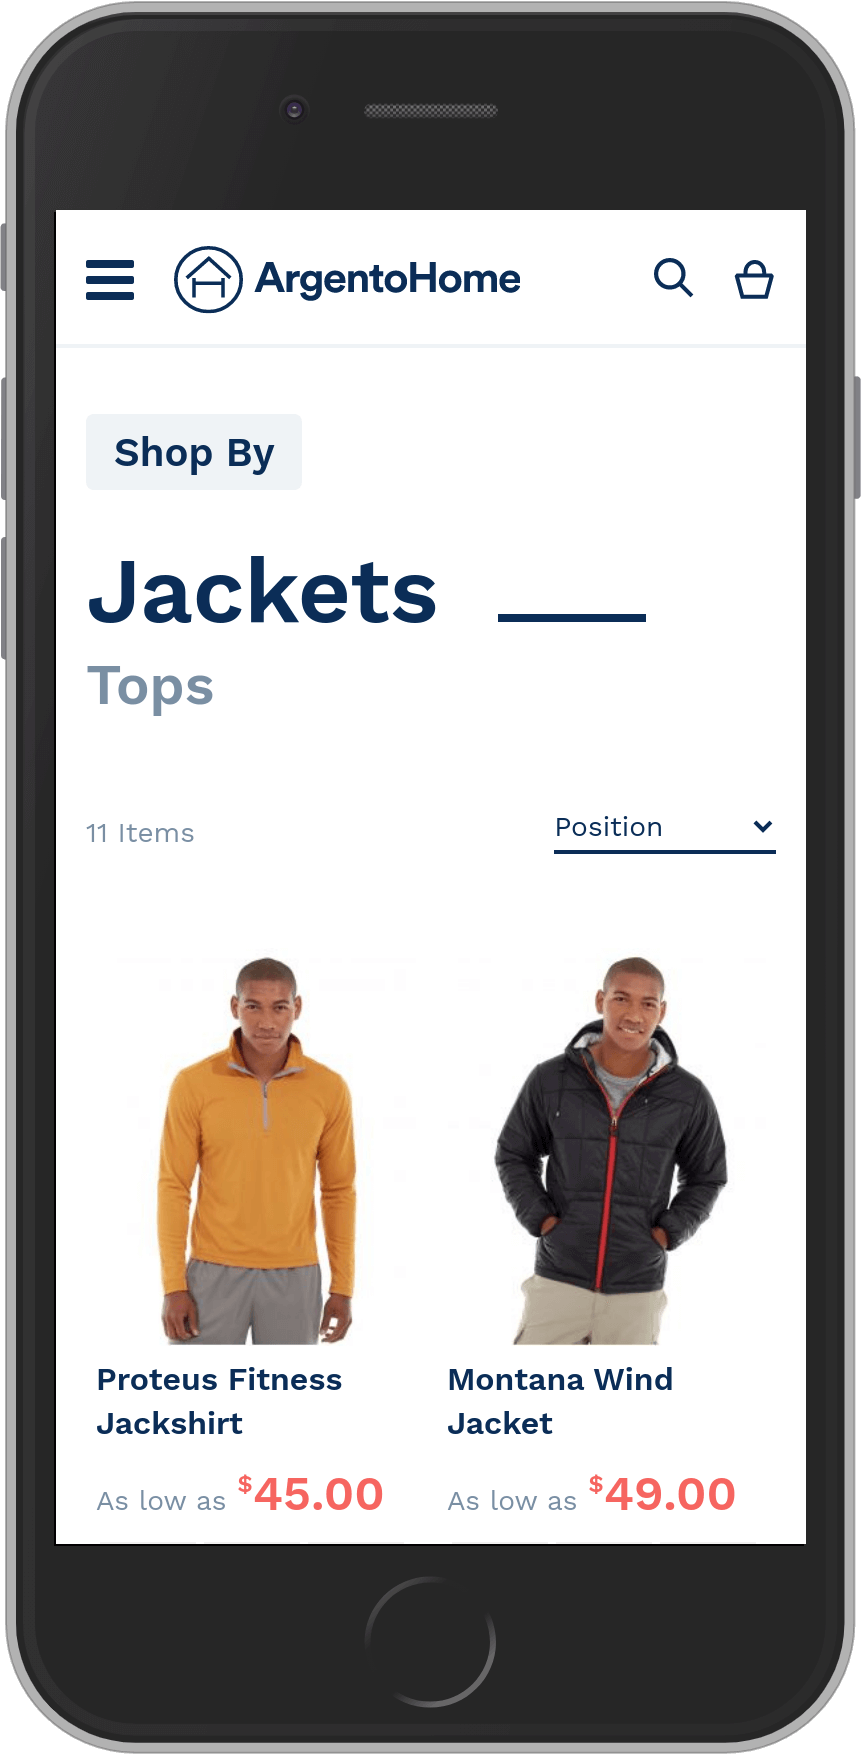 ArgentoHome
Shop By
Jackets
Tops
11 Items
Position
Proteus Fitness
Jackshirt
As low as $45.00
Montana Wind
Jacket
As low as $49.00